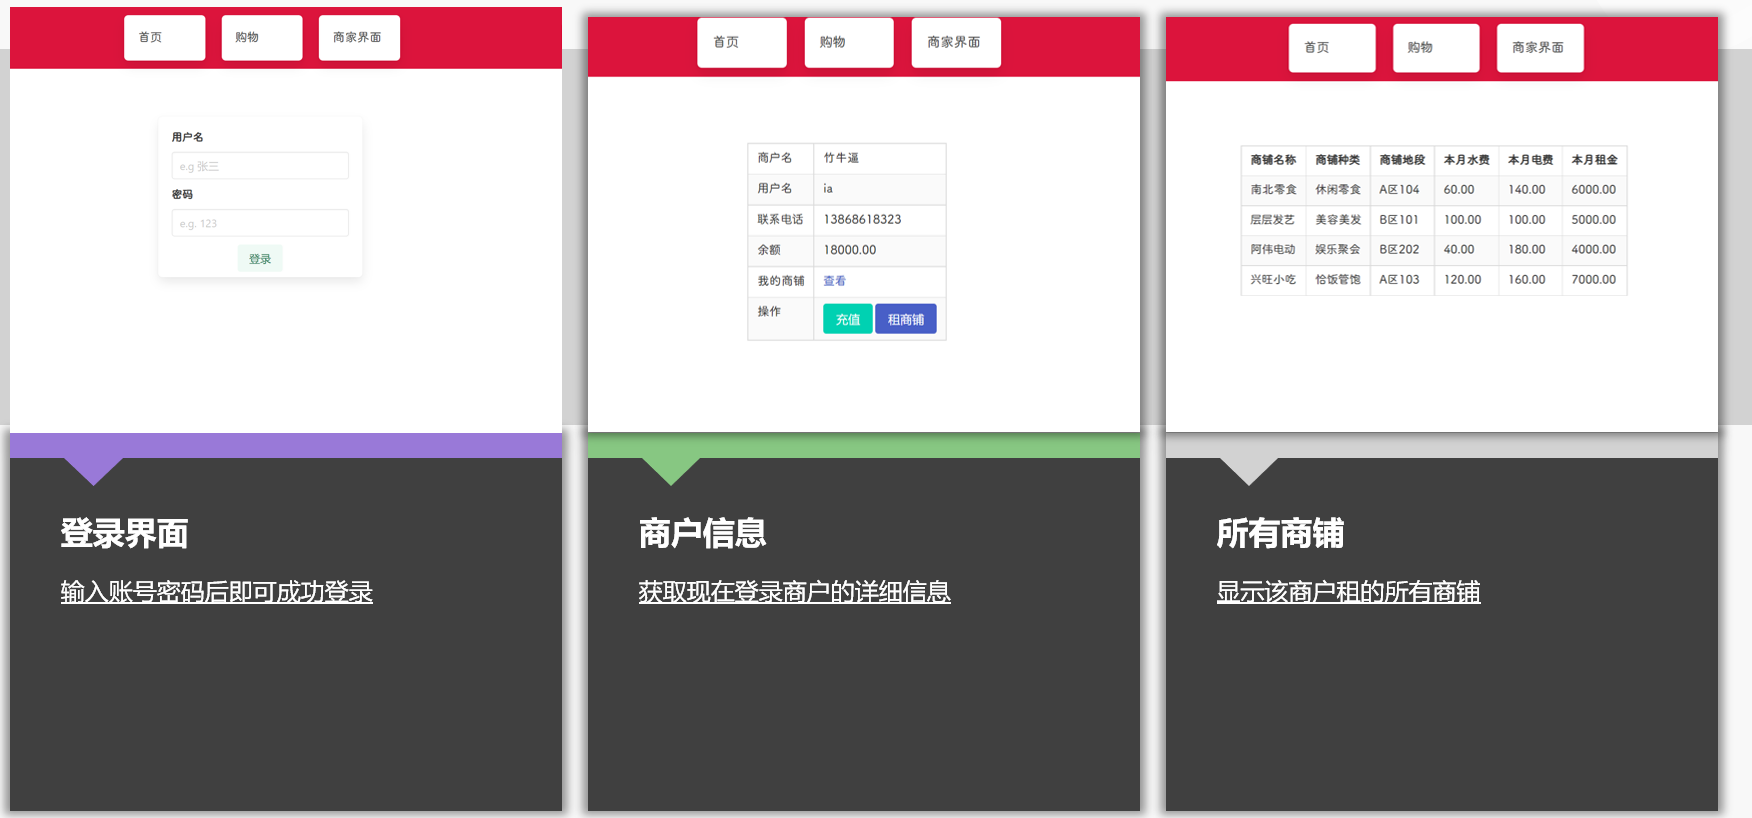 首页 购物 商家界面
用户名
e.g 张三
密码
e.g. 123
登录
登录界面
输入账号密码后即可成功登录
首页 购物 商家界面
商户名 竹牛逼
用户名 ia
联系电话 13868618323
余额 18000.00
我的商铺 查看
操作 充值 租商铺
商户信息
获取现在登录商户的详细信息
首页 购物 商家界面
商铺名称 商铺种类 商铺地段 本月水费 本月电费 本月租金
南北零食 休闲零食 A区104 60.00 140.00 6000.00
层层发艺 美容美发 B区101 100.00 100.00 5000.00
阿伟电动 娱乐聚会 B区202 40.00 180.00 4000.00
兴旺小吃 恰饭管饱 A区103 120.00 160.00 7000.00
所有商铺
显示该商户租的所有商铺